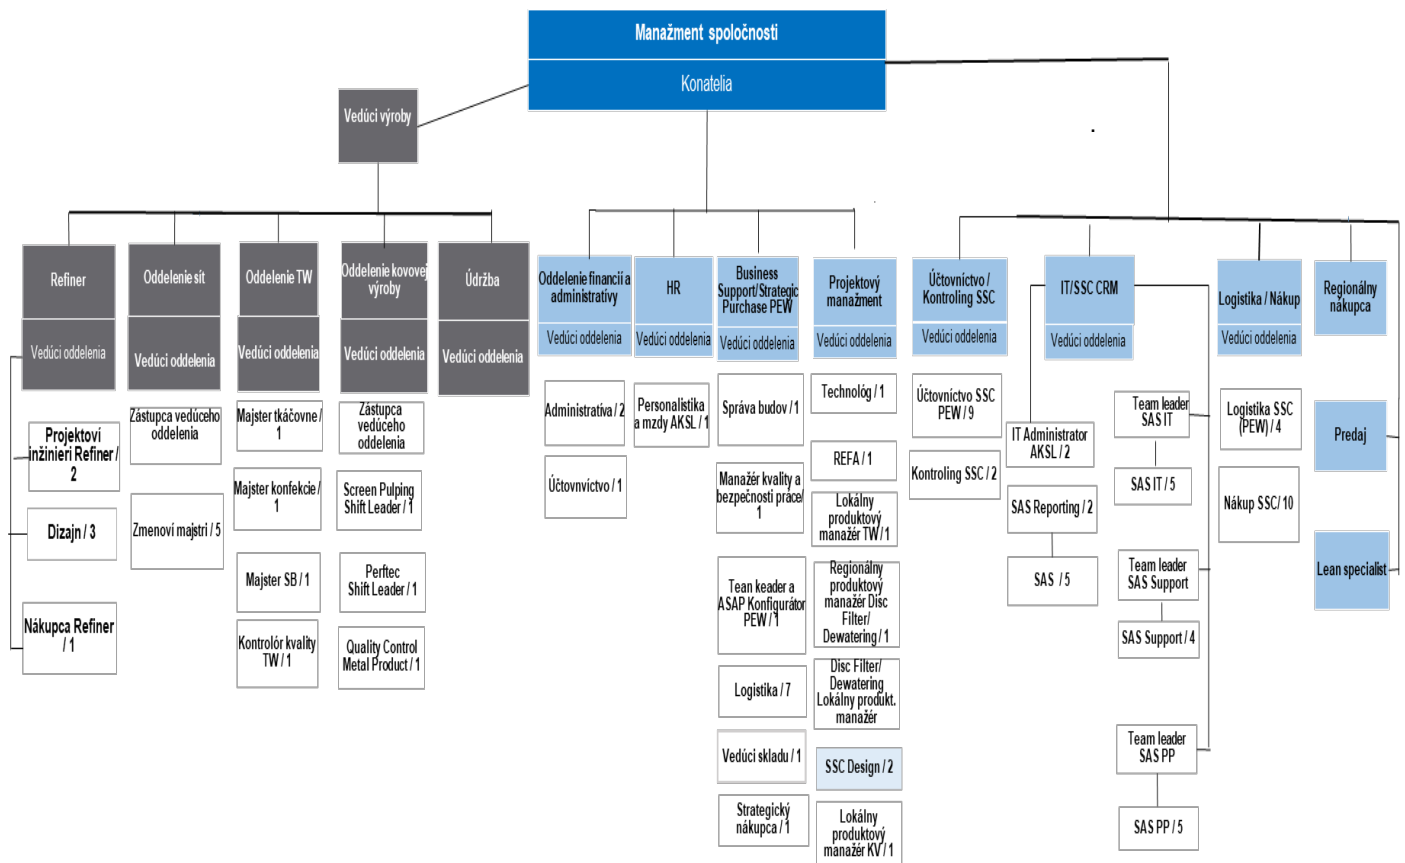 Manažment spoločnosti
Konatelia
Vedúci výroby
Refiner
Vedúci oddelenia
Projektoví
inžinieri Refiner /
2
Dizajn / 3
Nákupca Refiner
/ 1
Oddelenie sít
Vedúci oddelenia
Zástupca vedúceho
oddelenia
Zmenoví majstri / 5
Oddelenie TW
Vedúci oddelenia
Majster tkáčovne /
1
Majster konfekcie /
1
Majster SB / 1
Kontrolór kvality
TW / 1
Oddelenie kovovej
výroby
Vedúci oddelenia
Zástupca
vedúceho
oddelenia
Screen Pulping
Shift Leader / 1
Perftec
Shift Leader / 1
Quality Control
Metal Product / 1
Údržba
Vedúci oddelenia
Oddelenie financií a
administratívy
Vedúci oddelenia
Administratíva / 2
Účtovnvíctvo / 1
HR
Vedúci oddelenia
Personalistika
a mzdy AKSL / 1
Business
Support/Strategic
Purchase PEW
Vedúci oddelenia
Správa budov / 1
Manažér kvality a
bezpečnosti práce/
1
Tean keader a
ASAP Konfigurátor
PEW / 1
Logistika / 7
Vedúci skladu / 1
Strategický
nákupca / 1
Projektový
manažment
Vedúci oddelenia
Technológ / 1
REFA / 1
Lokálny
produktový
manažér TW / 1
Regionálny
produktový
manažér Disc
Filter/
Dewatering / 1
Disc Filter/
Dewatering
Lokálny produkt.
manažér
SSC Design / 2
Lokálny
produktový
manažér KV / 1
Účtovníctvo /
Kontroling SSC
Vedúci oddelenia
Účtovníctvo SSC
PEW / 9
Kontroling SSC / 2
IT/SSC CRM
Vedúci oddelenia
IT Administrator
AKSL / 2
SAS Reporting / 2
SAS / 5
Team leader
SAS IT
SAS IT / 5
Team leader
SAS Support
SAS Support / 4
Team leader
SAS PP
SAS PP / 5
Logistika / Nákup
Vedúci oddelenia
Logistika SSC
(PEW) / 4
Nákup SSC/ 10
Regionálny
nákupca
Predaj
Lean specialist